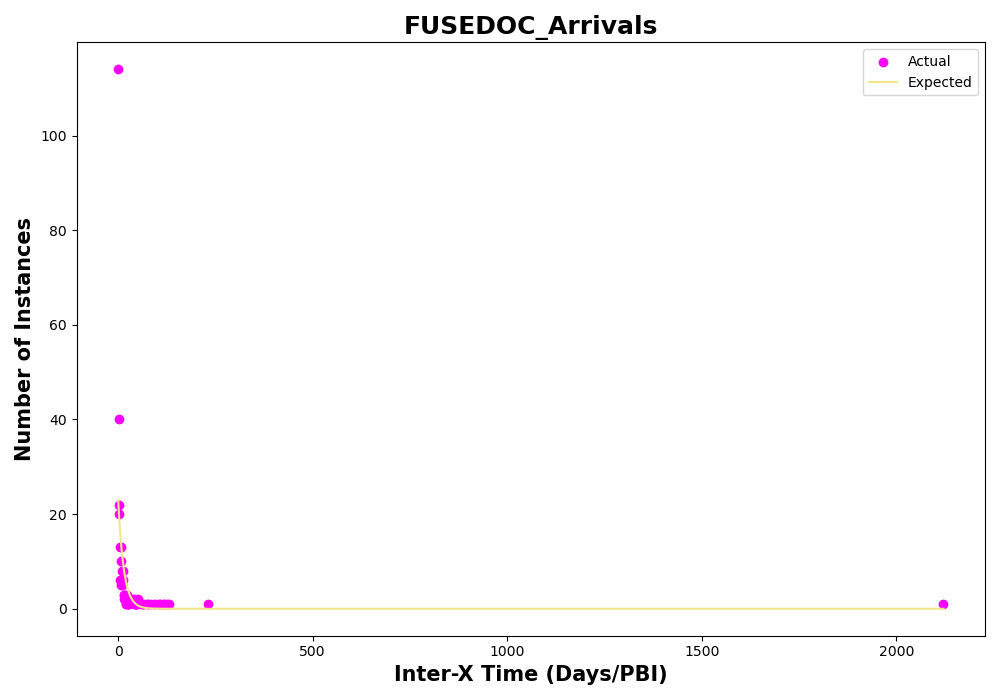 FUSEDOC_Arrivals
Actual
Expected
Number of Instances
100
80
60
40
20
0
0
500
1000
1500
2000
Inter-X Time (Days/PBI)